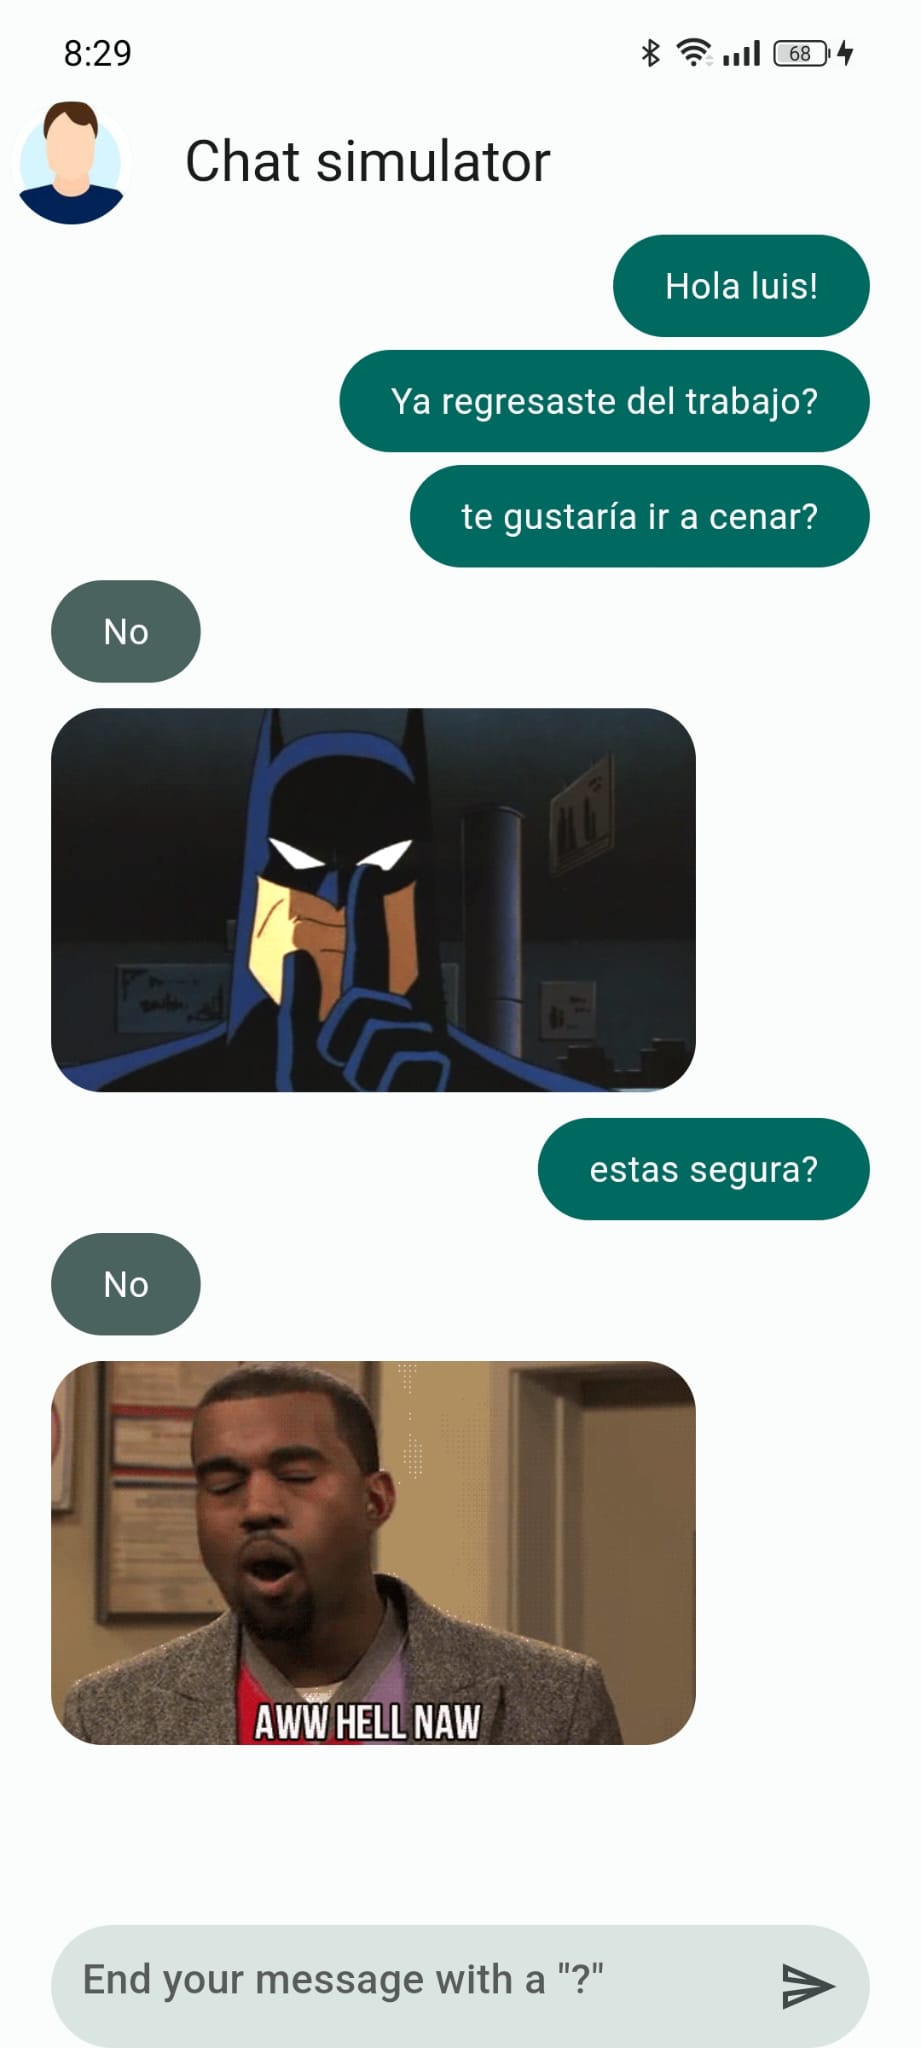 8:29
68
Chat simulator
Hola luis!
Ya regresaste del trabajo?
te gustaría ir a cenar?
No
estas segura?
No
AWW HELL NAW
End your message with a "?"